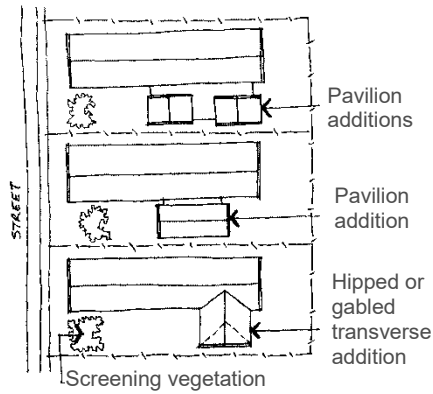 STREET
Pavilion
additions
Pavilion
addition
Hipped or
gabled
transverse
addition
Screening vegetation